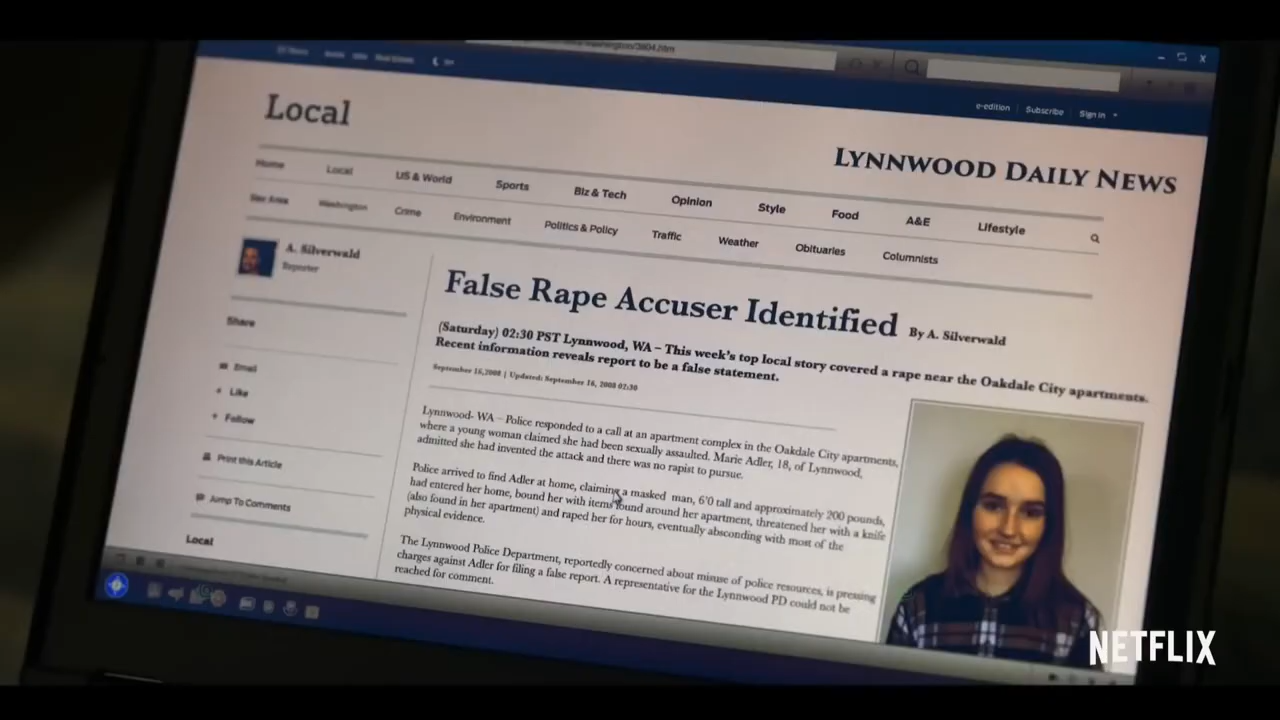 e-edition Subscribe Sign in
Local
LYNNWOOD DAILY NEWS
Home Local US & World Sports Biz & Tech Opinion Style Food A&E Lifestyle
Washington Crime Environment Politics & Policy Traffic Weather Obituaries Columnists
A. Silverwald
Reporter
Share
Email
Like
Follow
Print this Article
Jump To Comments
Local
False Rape Accuser Identified By A. Silverwald
(Saturday) 02:30 PST Lynnwood, WA – This week's top local story covered a rape near the Oakdale City apartments.
Recent information reveals report to be a false statement.
September 16,2008 | Updated: September 16, 2008 02:30
Lynnwood- WA – Police responded to a call at an apartment complex in the Oakdale City apartments,
where a young woman claimed she had been sexually assaulted. Marie Adler, 18, of Lynnwood,
admitted she had invented the attack and there was no rapist to pursue.
Police arrived to find Adler at home, claiming a masked man, 6'0 tall and approximately 200 pounds,
had entered her home, bound her with items found around her apartment, threatened her with a knife
(also found in her apartment) and raped her for hours, eventually absconding with most of the
physical evidence.
The Lynnwood Police Department, reportedly concerned about misuse of police resources, is pressing
charges against Adler for filing a false report. A representative for the Lynnwood PD could not be
reached for comment.
NETFLIX